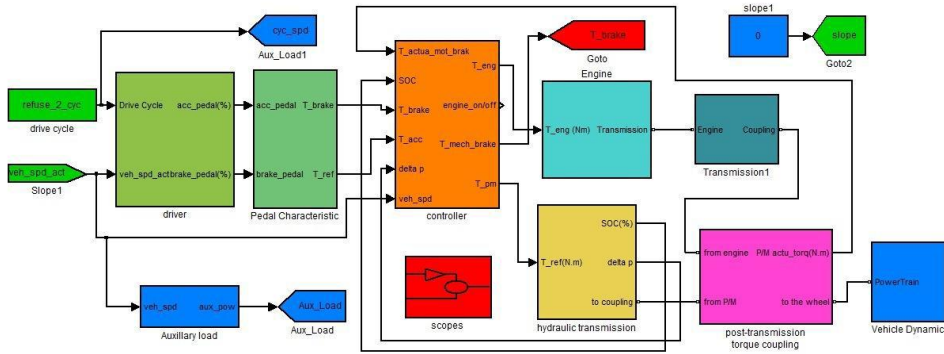 cyc_spd
Aux_Load1
T_brake
Goto
slope1
0
slope
Goto2
refuse_2_cyc
drive cycle
Drive Cycle
acc_pedal(%)
veh_spd_act
brake_pedal(%)
driver
acc_pedal
T_brake
brake_pedal
T_ref
Pedal Characteristic
T_actua_mot_brak
SOC
T_brake
T_acc
delta p
veh_spd
T_eng
engine_on/off
T_mech_brake
T_pm
controller
Engine
T_eng (Nm)
Transmission
Engine
Coupling
Transmission1
veh_spd_act
Slope1
veh_spd
aux_pow
Auxillary load
Aux_Load
Aux_Load
scopes
SOC(%)
T_ref(N.m)
delta p
to coupling
hydraulic transmission
from engine
P/M actu_torq(N.m)
from P/M
to the wheel
post-transmission
torque coupling
PowerTrain
Vehicle Dynamic